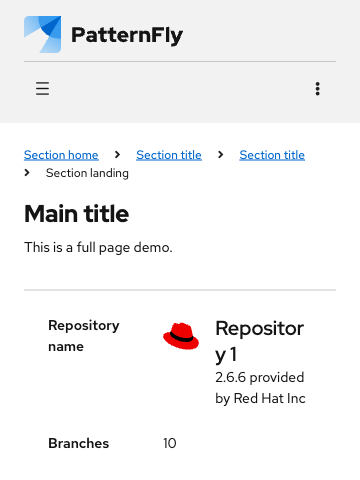 PatternFly
Section home
Section title
Section title
Section landing
Main title
This is a full page demo.
Repository
name
Repositor
y 1
2.6.6 provided
by Red Hat Inc
Branches
10